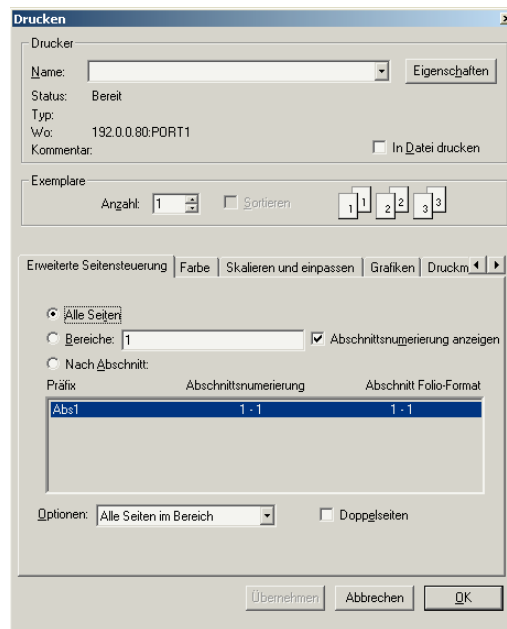 Drucken
Drucker
Name:
Eigenschaften
Status: Bereit
Typ:
Wo: 192.0.0.80:PORT1
Kommentar:
In Datei drucken
Exemplare
Anzahl: 1
Sortieren
1 1 2 2 3 3
Erweiterte Seitensteuerung Farbe Skalieren und einpassen Grafiken Druckm
Alle Seiten
Bereiche: 1
Abschnittsnumerierung anzeigen
Nach Abschnitt:
Präfix Abschnittsnumerierung Abschnitt Folio-Format
Abs1 1 - 1 1 - 1
Optionen: Alle Seiten im Bereich
Doppelseiten
Übernehmen Abbrechen OK